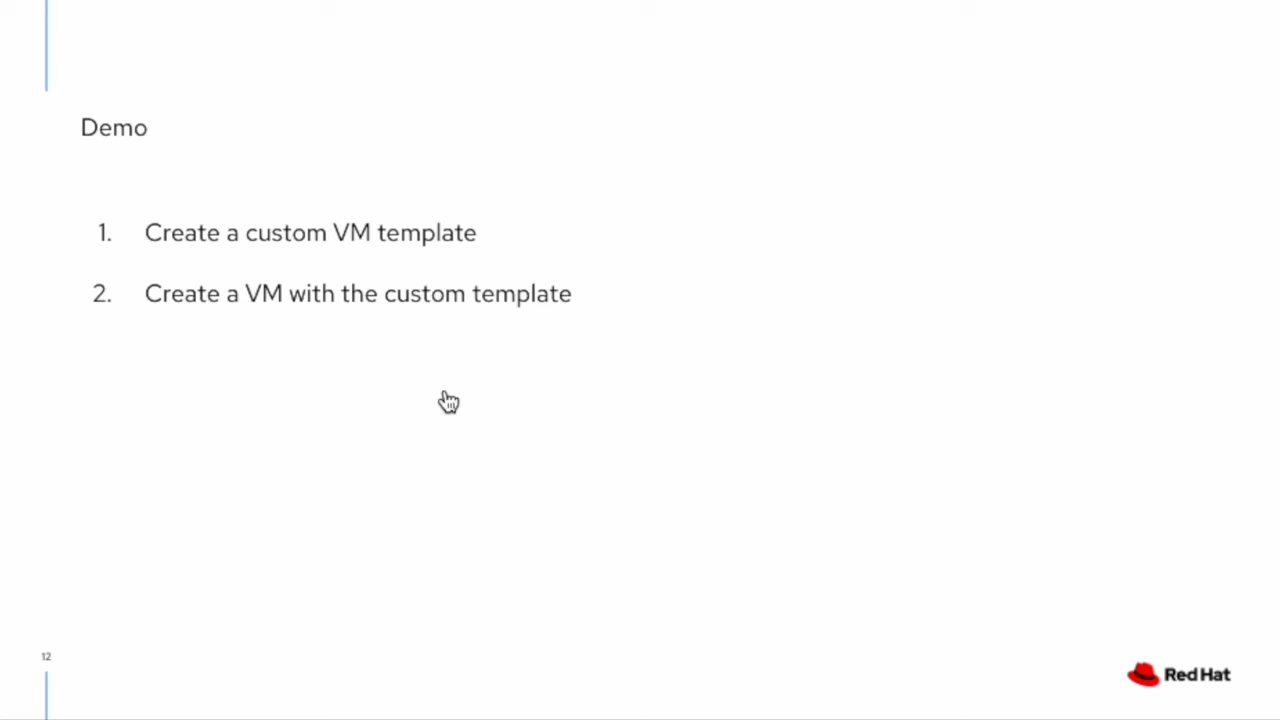 Demo
1. Create a custom VM template
2. Create a VM with the custom template
12
Red Hat